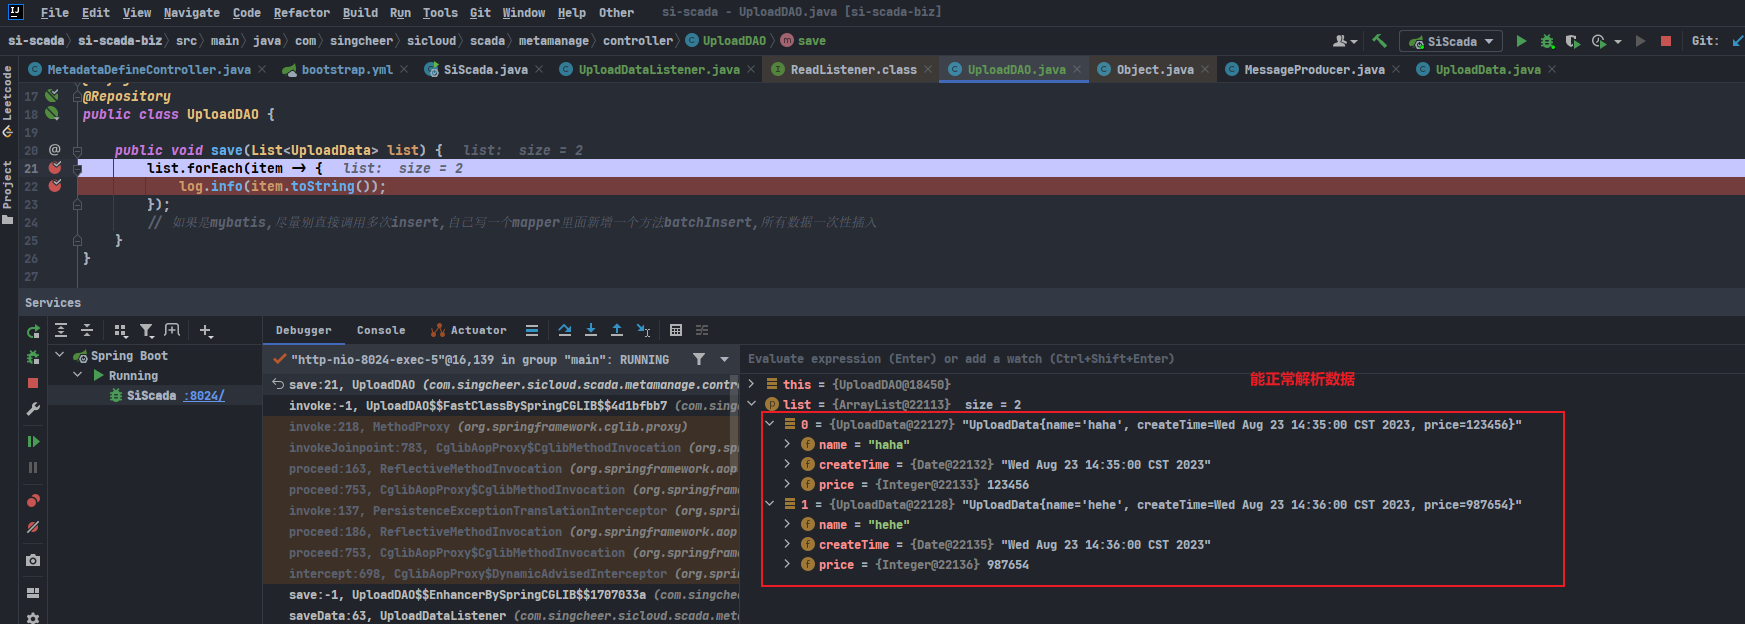 File Edit View Navigate Code Refactor Build Run Tools Git Window Help Other si-scada - UploadDAO.java [si-scada-biz]
si-scada si-scada-biz src main java com singcheer sicloud scada metamanage controller UploadDAO save SiScada Git:
MetadataDefineController.java bootstrap.yml SiScada.java UploadDataListener.java ReadListener.class UploadDAO.java Object.java MessageProducer.java UploadData.java
Leetcode
Project
17 @Repository
18 public class UploadDAO {
19
20 public void save(List<UploadData> list) { list: size = 2
21 list.forEach(item -> { list: size = 2
22 log.info(item.toString());
23 });
24 // 如果是mybatis,尽量别直接调用多次insert,自己写一个mapper里面新增一个方法batchInsert,所有数据一次性插入
25 }
26 }
27
Services
Debugger Console Actuator
Spring Boot
Running
SiScada :8024/
"http-nio-8024-exec-5"@16,139 in group "main": RUNNING
save:21, UploadDAO (com.singcheer.sicloud.scada.metamanage.contro
invoke:-1, UploadDAO$$FastClassBySpringCGLIB$$4d1bfbb7 (com.singc
invoke:218, MethodProxy (org.springframework.cglib.proxy)
invokeJoinpoint:783, CglibAopProxy$CglibMethodInvocation (org.spr
proceed:163, ReflectiveMethodInvocation (org.springframework.aop
proceed:753, CglibAopProxy$CglibMethodInvocation (org.springframe
invoke:137, PersistenceExceptionTranslationInterceptor (org.sprin
proceed:186, ReflectiveMethodInvocation (org.springframework.aop
proceed:753, CglibAopProxy$CglibMethodInvocation (org.springframe
intercept:698, CglibAopProxy$DynamicAdvisedInterceptor (org.sprin
save:-1, UploadDAO$$EnhancerBySpringCGLIB$$1707033a (com.singchee
saveData:63, UploadDataListener (com.singcheer.sicloud.scada.meta
Evaluate expression (Enter) or add a watch (Ctrl+Shift+Enter)
能正常解析数据
this = {UploadDAO@18450}
list = {ArrayList@22113} size = 2
0 = {UploadData@22127} "UploadData{name='haha', createTime=Wed Aug 23 14:35:00 CST 2023, price=123456}"
name = "haha"
createTime = {Date@22132} "Wed Aug 23 14:35:00 CST 2023"
price = {Integer@22133} 123456
1 = {UploadData@22128} "UploadData{name='hehe', createTime=Wed Aug 23 14:36:00 CST 2023, price=987654}"
name = "hehe"
createTime = {Date@22135} "Wed Aug 23 14:36:00 CST 2023"
price = {Integer@22136} 987654